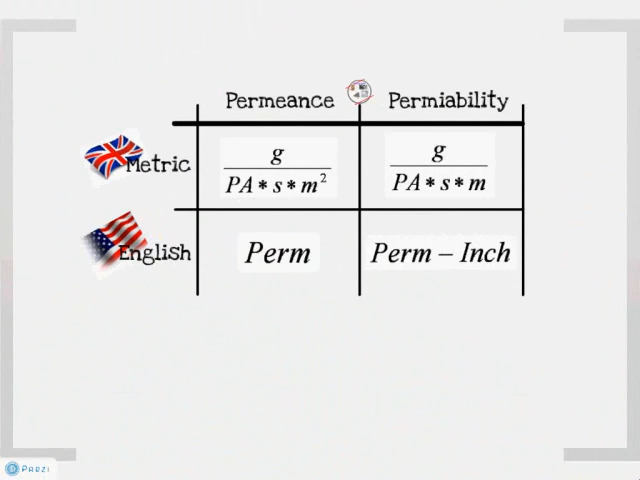 Permeance Permiability
Metric g / PA * s * m² g / PA * s * m
English Perm Perm – Inch
PREZI